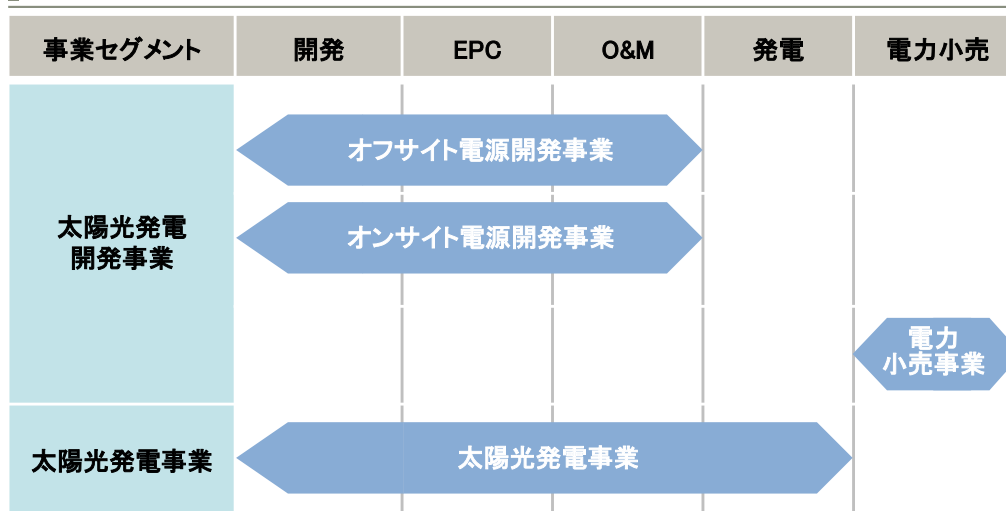 事業セグメント 開発 EPC O&M 発電 電力小売
太陽光発電
開発事業
オフサイト電源開発事業
オンサイト電源開発事業
電力
小売事業
太陽光発電事業 太陽光発電事業